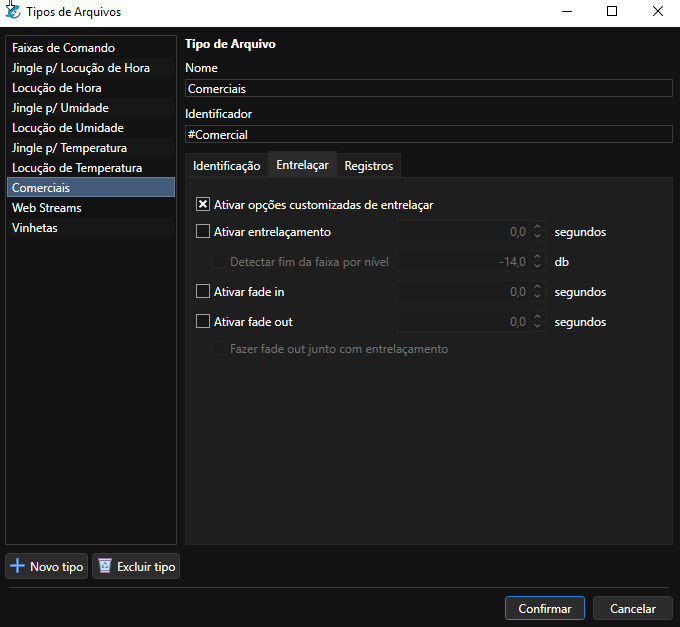 Tipos de Arquivos
Faixas de Comando
Jingle p/ Locução de Hora
Locução de Hora
Jingle p/ Umidade
Locução de Umidade
Jingle p/ Temperatura
Locução de Temperatura
Comerciais
Web Streams
Vinhetas
Novo tipo
Excluir tipo
Tipo de Arquivo
Nome
Comerciais
Identificador
#Comercial
Identificação Entrelaçar Registros
Ativar opções customizadas de entrelaçar
Ativar entrelaçamento 0,0 segundos
Detectar fim da faixa por nível -14,0 db
Ativar fade in 0,0 segundos
Ativar fade out 0,0 segundos
Fazer fade out junto com entrelaçamento
Confirmar Cancelar